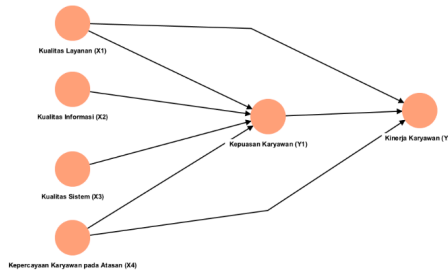 Kualitas Layanan (X1)
Kualitas Informasi (X2)
Kepuasan Karyawan (Y1)
Kinerja Karyawan (Y
Kualitas Sistem (X3)
Kepercayaan Karyawan pada Atasan (X4)